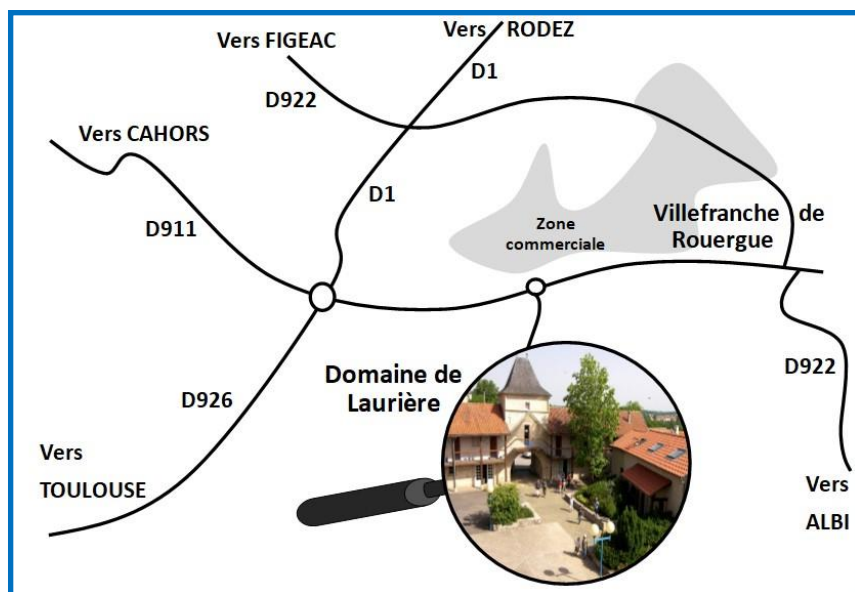 Vers FIGEAC
Vers RODEZ
D1
D922
Vers CAHORS
D1
D911
Zone
commerciale
Villefranche de
Rouergue
Domaine de
Laurière
D926
D922
Vers
TOULOUSE
Vers
ALBI